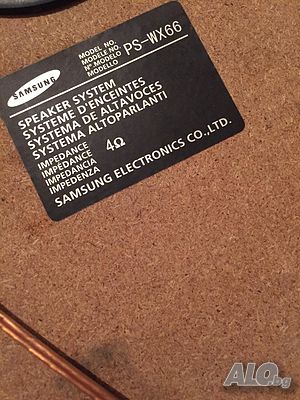 SAMSUNG
MODEL NO.
MODELE NO.
Nº.MODELO
MODELLO
PS-WX66
SPEAKER SYSTEM
SYSTEME D'ENCEINTES
SYSTEMA DE ALTAVOCES
SYSTEMA ALTOPARLANTI
IMPEDANCE
IMPEDANCE
IMPEDANCIA
IMPEDENZA
4Ω
SAMSUNG ELECTRONICS CO.,LTD.
ALO.bg